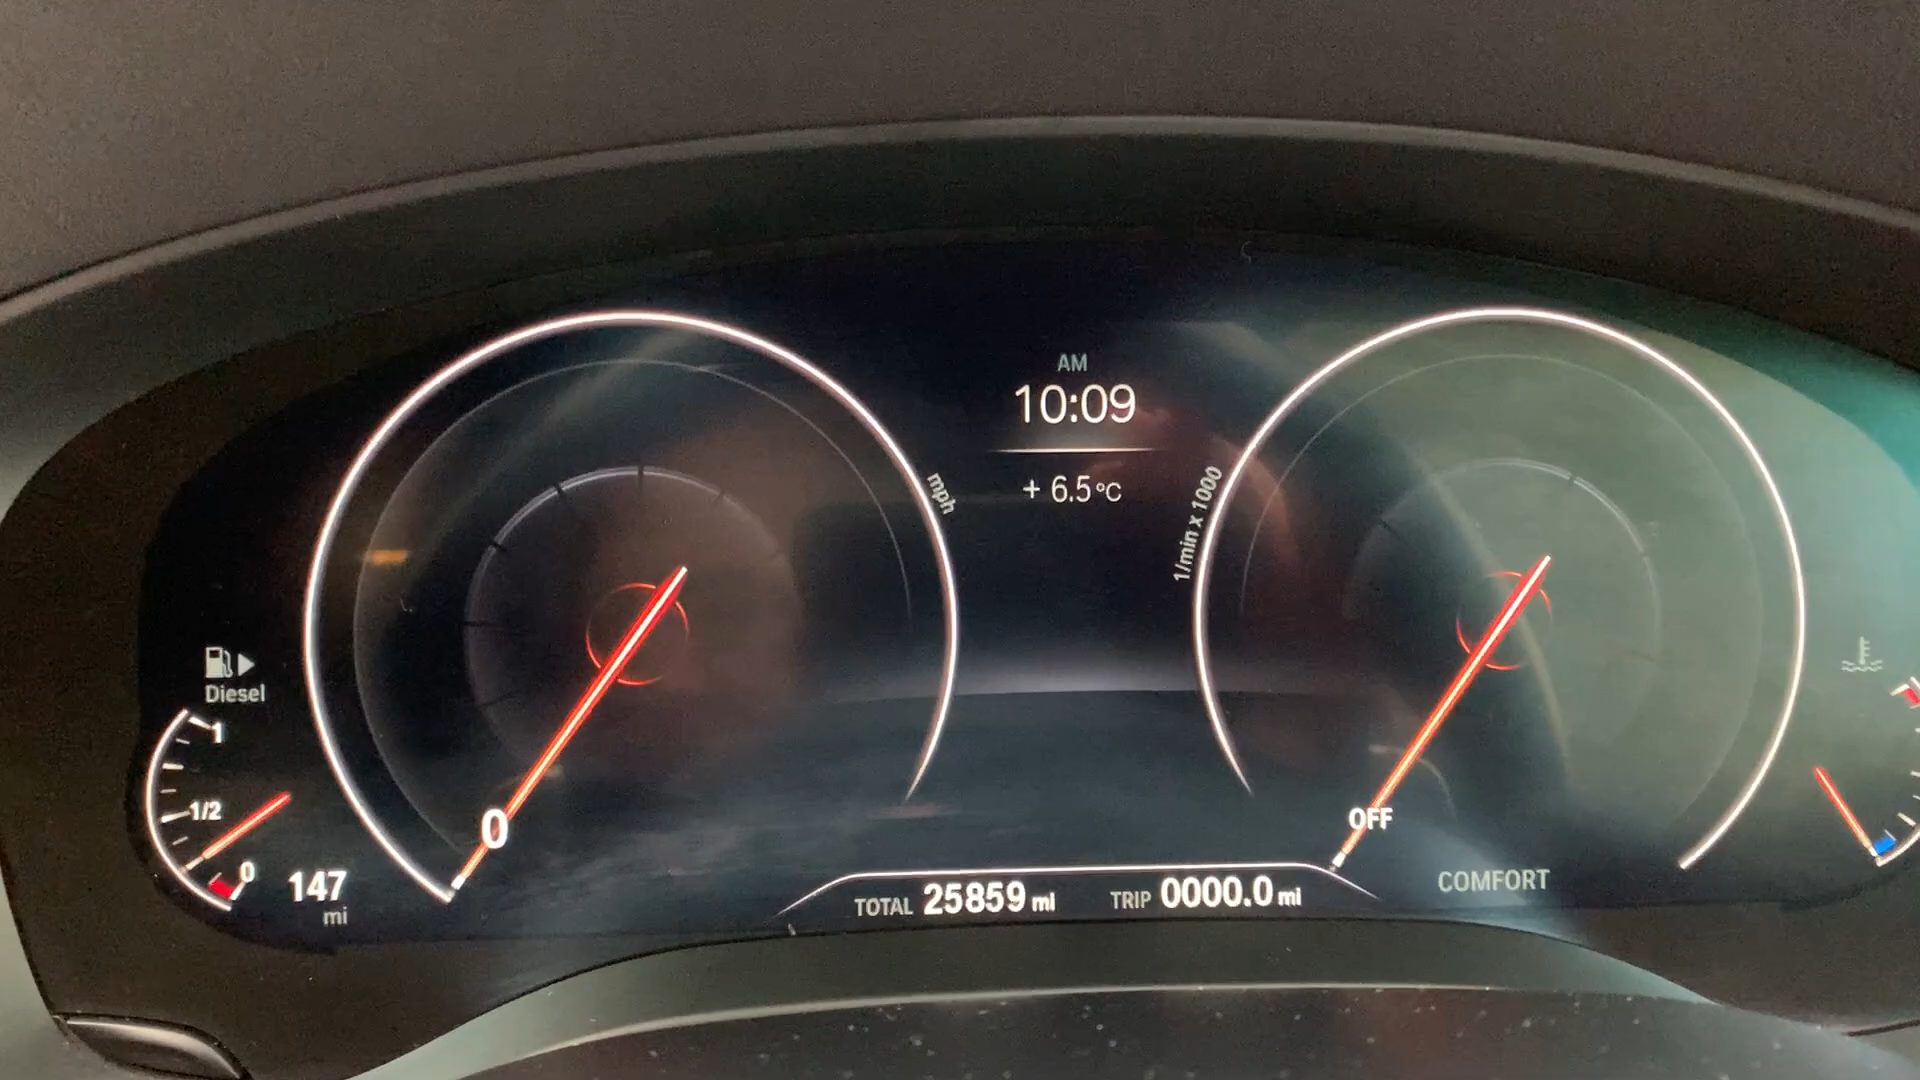 AM
10:09
+ 6.5°C
mph
1/min x 1000
Diesel
1
1/2
0
147
mi
0
OFF
COMFORT
TOTAL 25859 mi TRIP 0000.0 mi